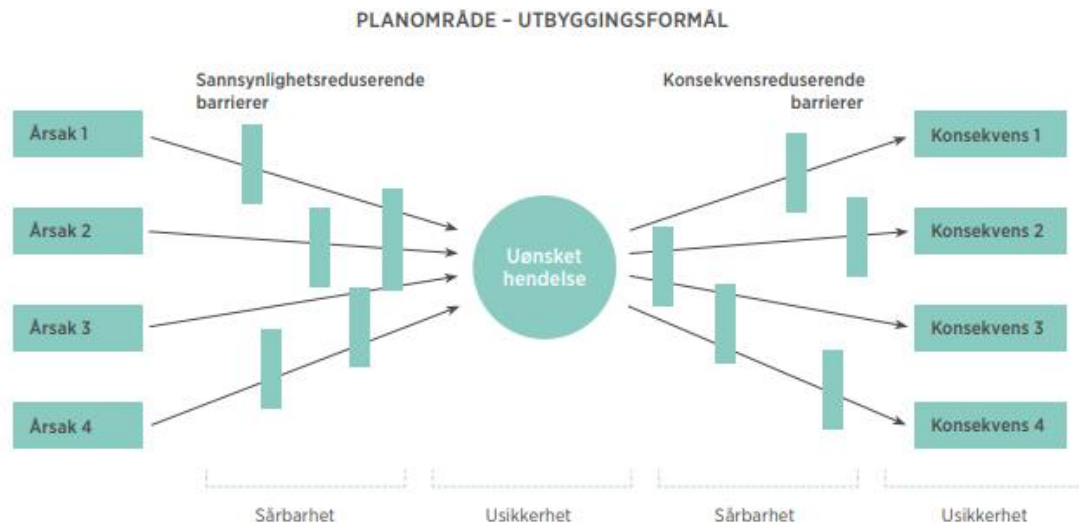 PLANOMRÅDE – UTBYGGINGSFORMÅL
Sannsynlighetsreduserende
barrierer
Konsekvensreduserende
barrierer
Årsak 1
Årsak 2
Årsak 3
Årsak 4
Uønsket
hendelse
Konsekvens 1
Konsekvens 2
Konsekvens 3
Konsekvens 4
Sårbarhet
Usikkerhet
Sårbarhet
Usikkerhet